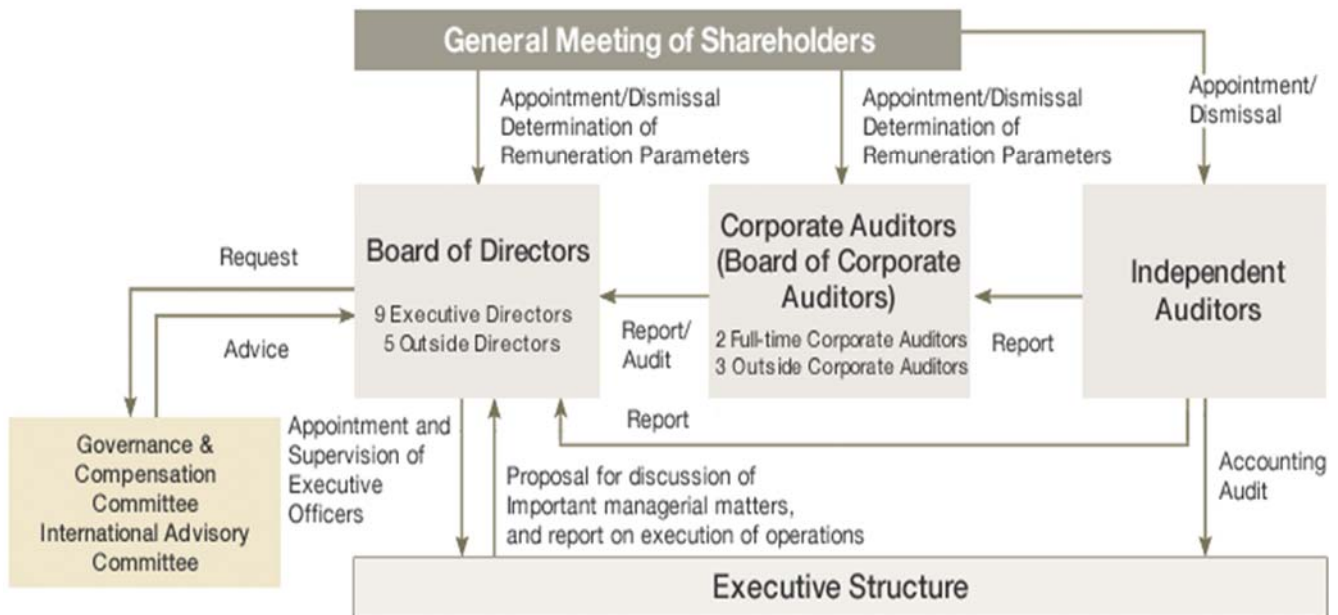 General Meeting of Shareholders
Appointment/Dismissal
Determination of
Remuneration Parameters
Appointment/Dismissal
Determination of
Remuneration Parameters
Appointment/
Dismissal
Board of Directors
9 Executive Directors
5 Outside Directors
Corporate Auditors
(Board of Corporate
Auditors)
2 Full-time Corporate Auditors
3 Outside Corporate Auditors
Independent
Auditors
Request
Advice
Report/
Audit
Report
Report
Governance &
Compensation
Committee
International Advisory
Committee
Appointment and
Supervision of
Executive
Officers
Proposal for discussion of
Important managerial matters,
and report on execution of operations
Accounting
Audit
Executive Structure